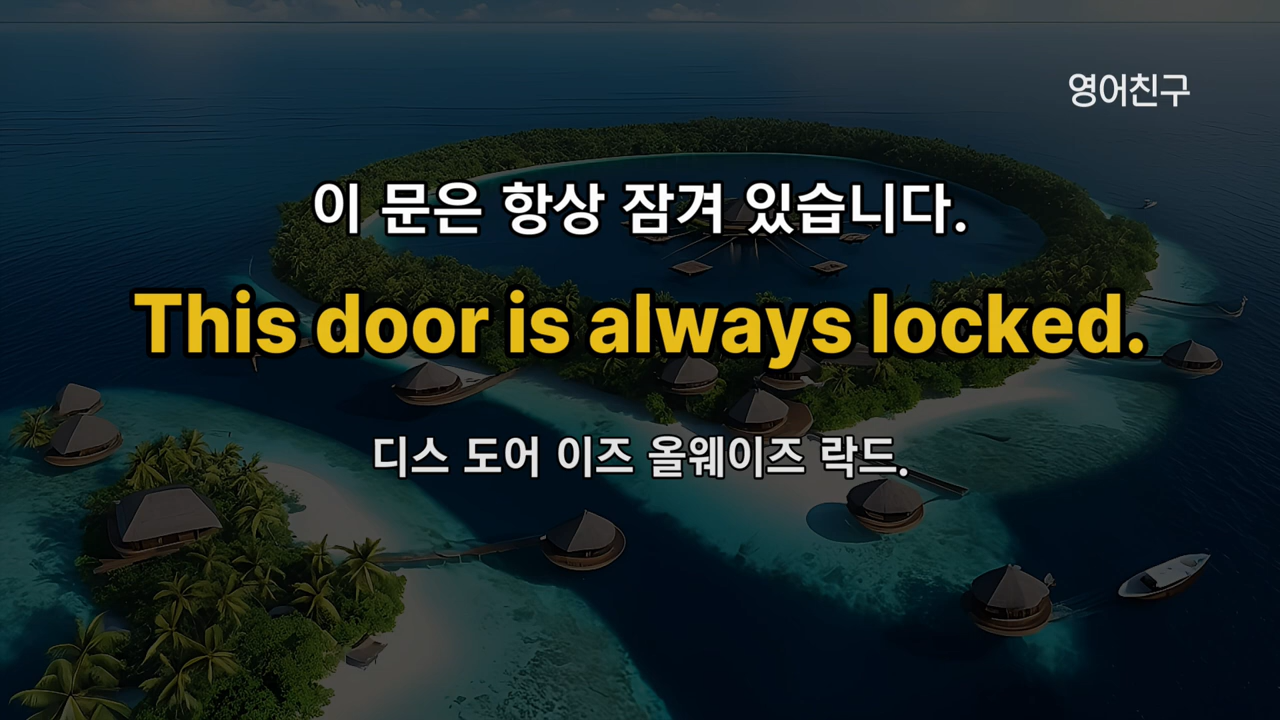 영어친구
이 문은 항상 잠겨 있습니다.
This door is always locked.
디스 도어 이즈 올웨이즈 락드.